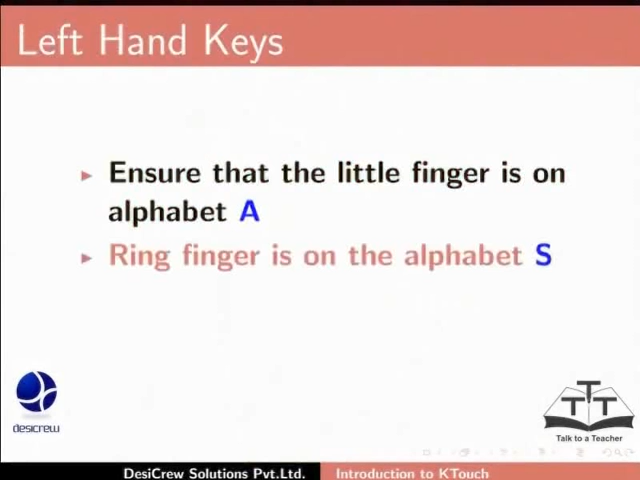 Left Hand Keys
▶ Ensure that the little finger is on
alphabet A
▶ Ring finger is on the alphabet S
desicrew
TTT
Talk to a Teacher
DesiCrew Solutions Pvt.Ltd. Introduction to KTouch